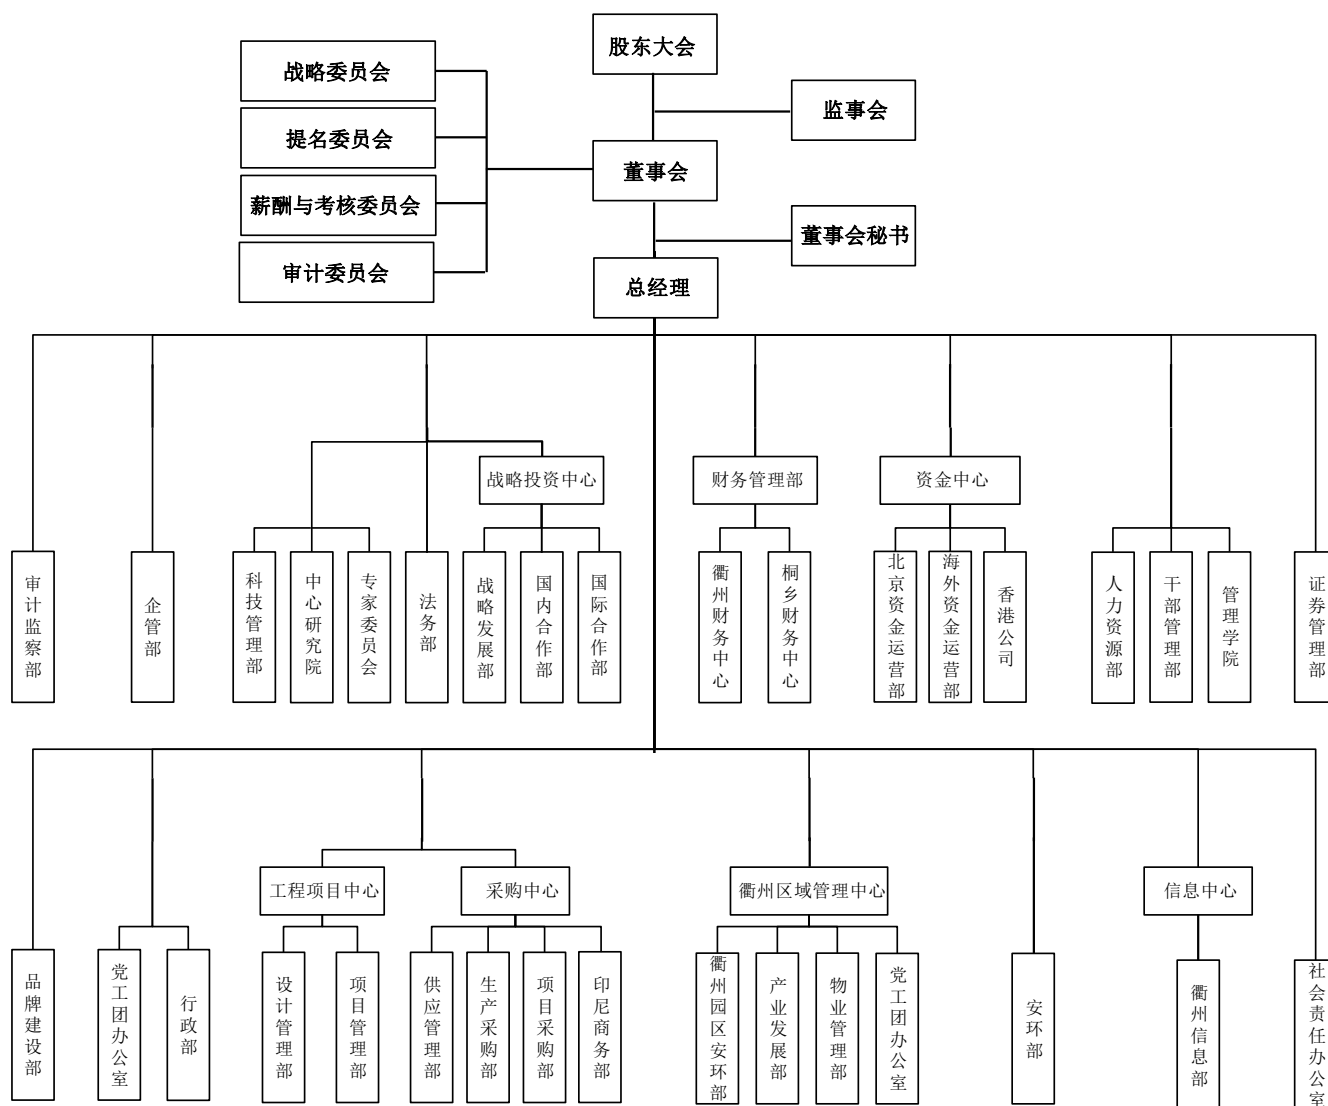 股东大会
战略委员会
监事会
提名委员会
董事会
薪酬与考核委员会
董事会秘书
审计委员会
总经理
战略投资中心
财务管理部
资金中心
审计监察部
企管部
科技管理部
中心研究院
专家委员会
法务部
战略发展部
国内合作部
国际合作部
衢州财务中心
桐乡财务中心
北京资金运营部
海外资金运营部
香港公司
人力资源部
干部管理部
管理学院
证券管理部
工程项目中心
采购中心
衢州区域管理中心
信息中心
品牌建设部
党工团办公室
行政部
设计管理部
项目管理部
供应管理部
生产采购部
项目采购部
印尼商务部
衢州园区安环部
产业发展部
物业管理部
党工团办公室
安环部
衢州信息部
社会责任办公室